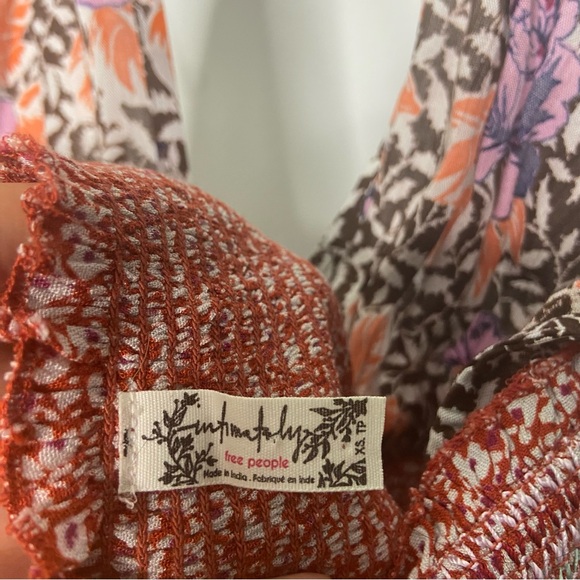 intimately
free people
Made in India . Fabriqué en Inde
XS TP